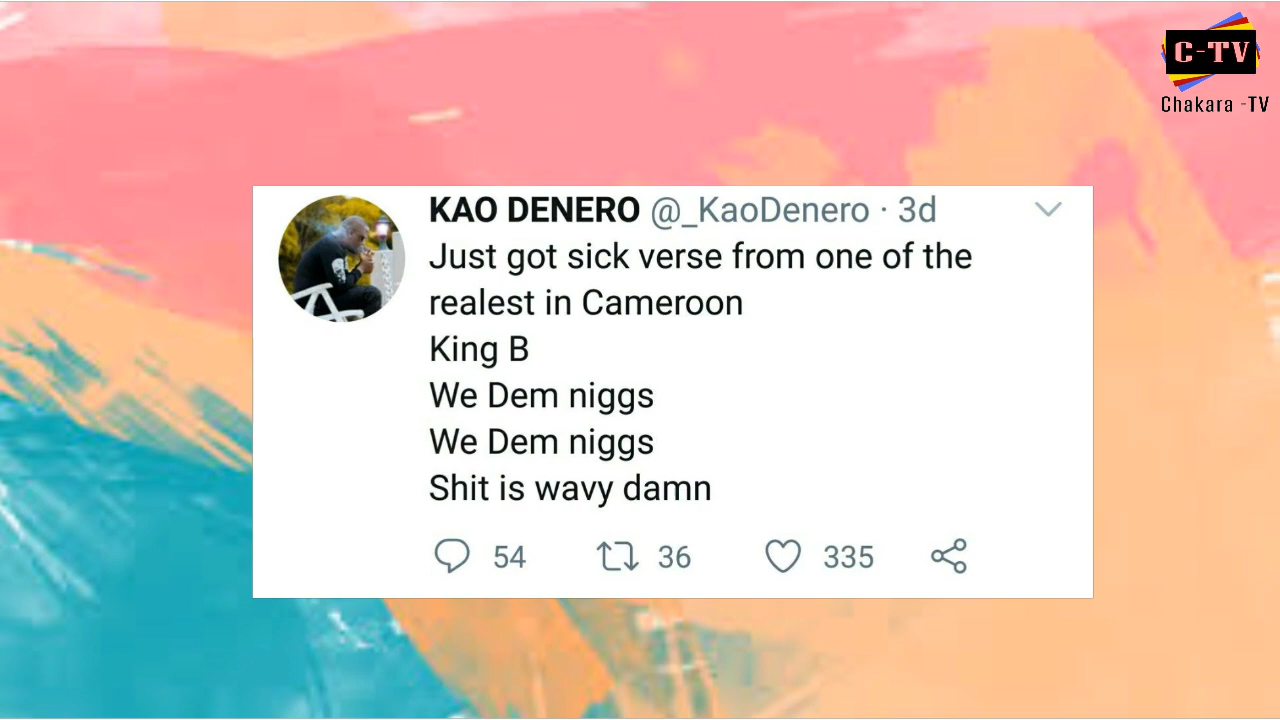 C-TV
Chakara -TV
KAO DENERO @_KaoDenero · 3d
Just got sick verse from one of the
realest in Cameroon
King B
We Dem niggs
We Dem niggs
Shit is wavy damn
54 36 335